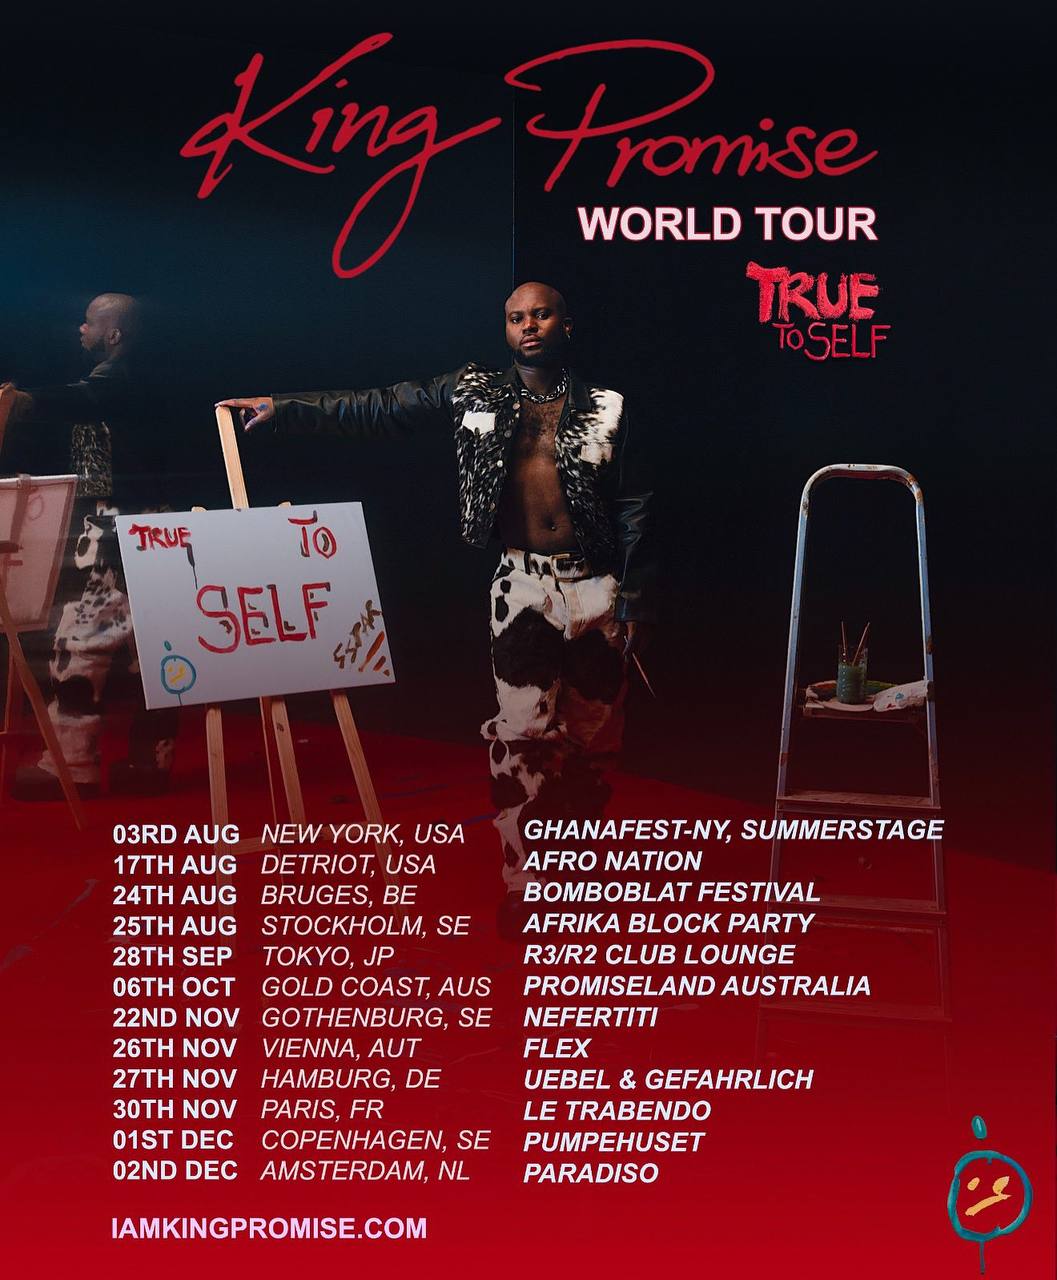 King Promise
WORLD TOUR
TRUE
TO SELF
TRUE TO
SELF
03RD AUG NEW YORK, USA GHANAFEST-NY, SUMMERSTAGE
17TH AUG DETRIOT, USA AFRO NATION
24TH AUG BRUGES, BE BOMBOBLAT FESTIVAL
25TH AUG STOCKHOLM, SE AFRIKA BLOCK PARTY
28TH SEP TOKYO, JP R3/R2 CLUB LOUNGE
06TH OCT GOLD COAST, AUS PROMISELAND AUSTRALIA
22ND NOV GOTHENBURG, SE NEFERTITI
26TH NOV VIENNA, AUT FLEX
27TH NOV HAMBURG, DE UEBEL & GEFAHRLICH
30TH NOV PARIS, FR LE TRABENDO
01ST DEC COPENHAGEN, SE PUMPEHUSET
02ND DEC AMSTERDAM, NL PARADISO
IAMKINGPROMISE.COM